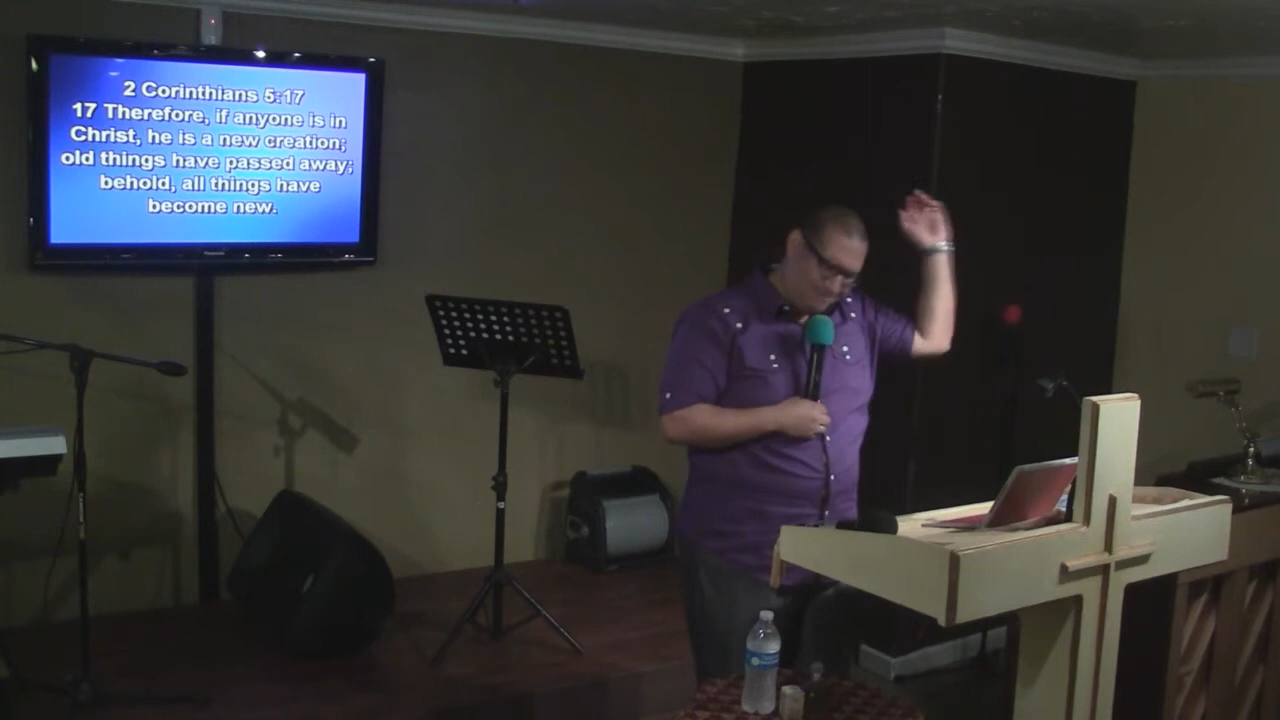 2 Corinthians 5:17
17 Therefore, if anyone is in
Christ, he is a new creation;
old things have passed away;
behold, all things have
become new.
Panasonic